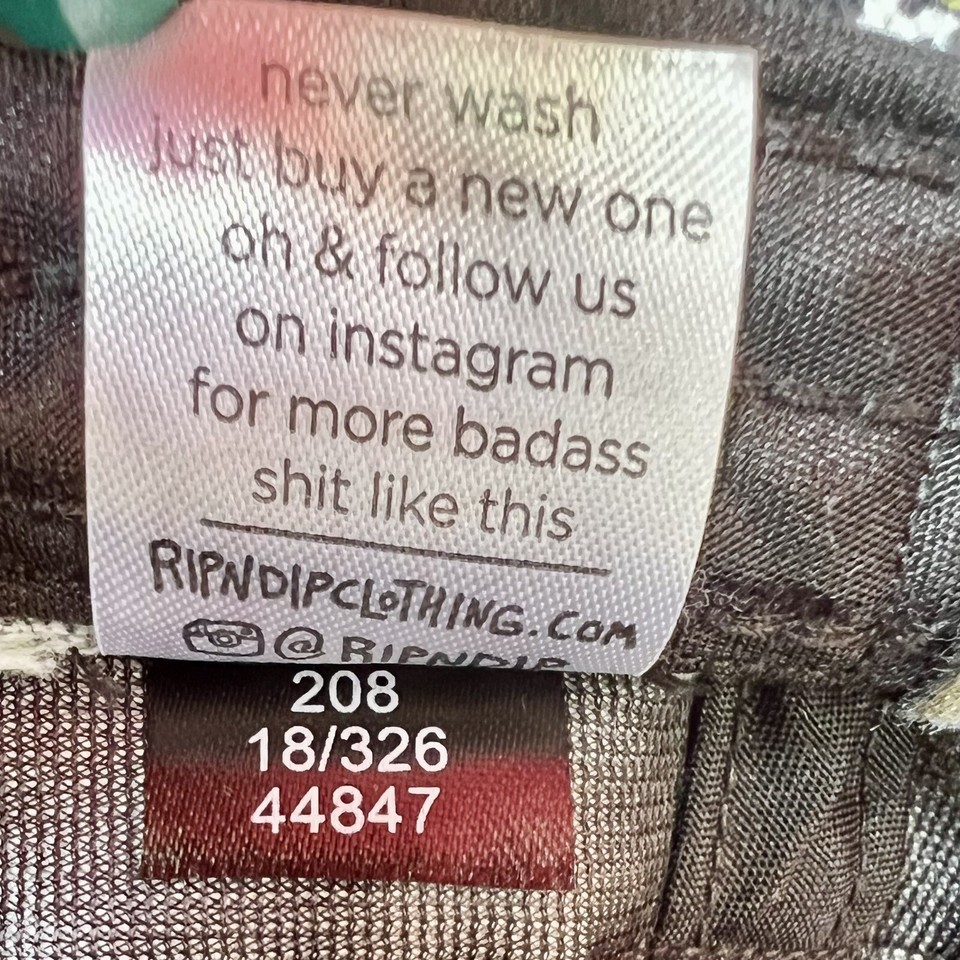 never wash
just buy a new one
oh & follow us
on instagram
for more badass
shit like this
RIPNDIPCLOTHING.COM
@RIPNDIP
208
18/326
44847